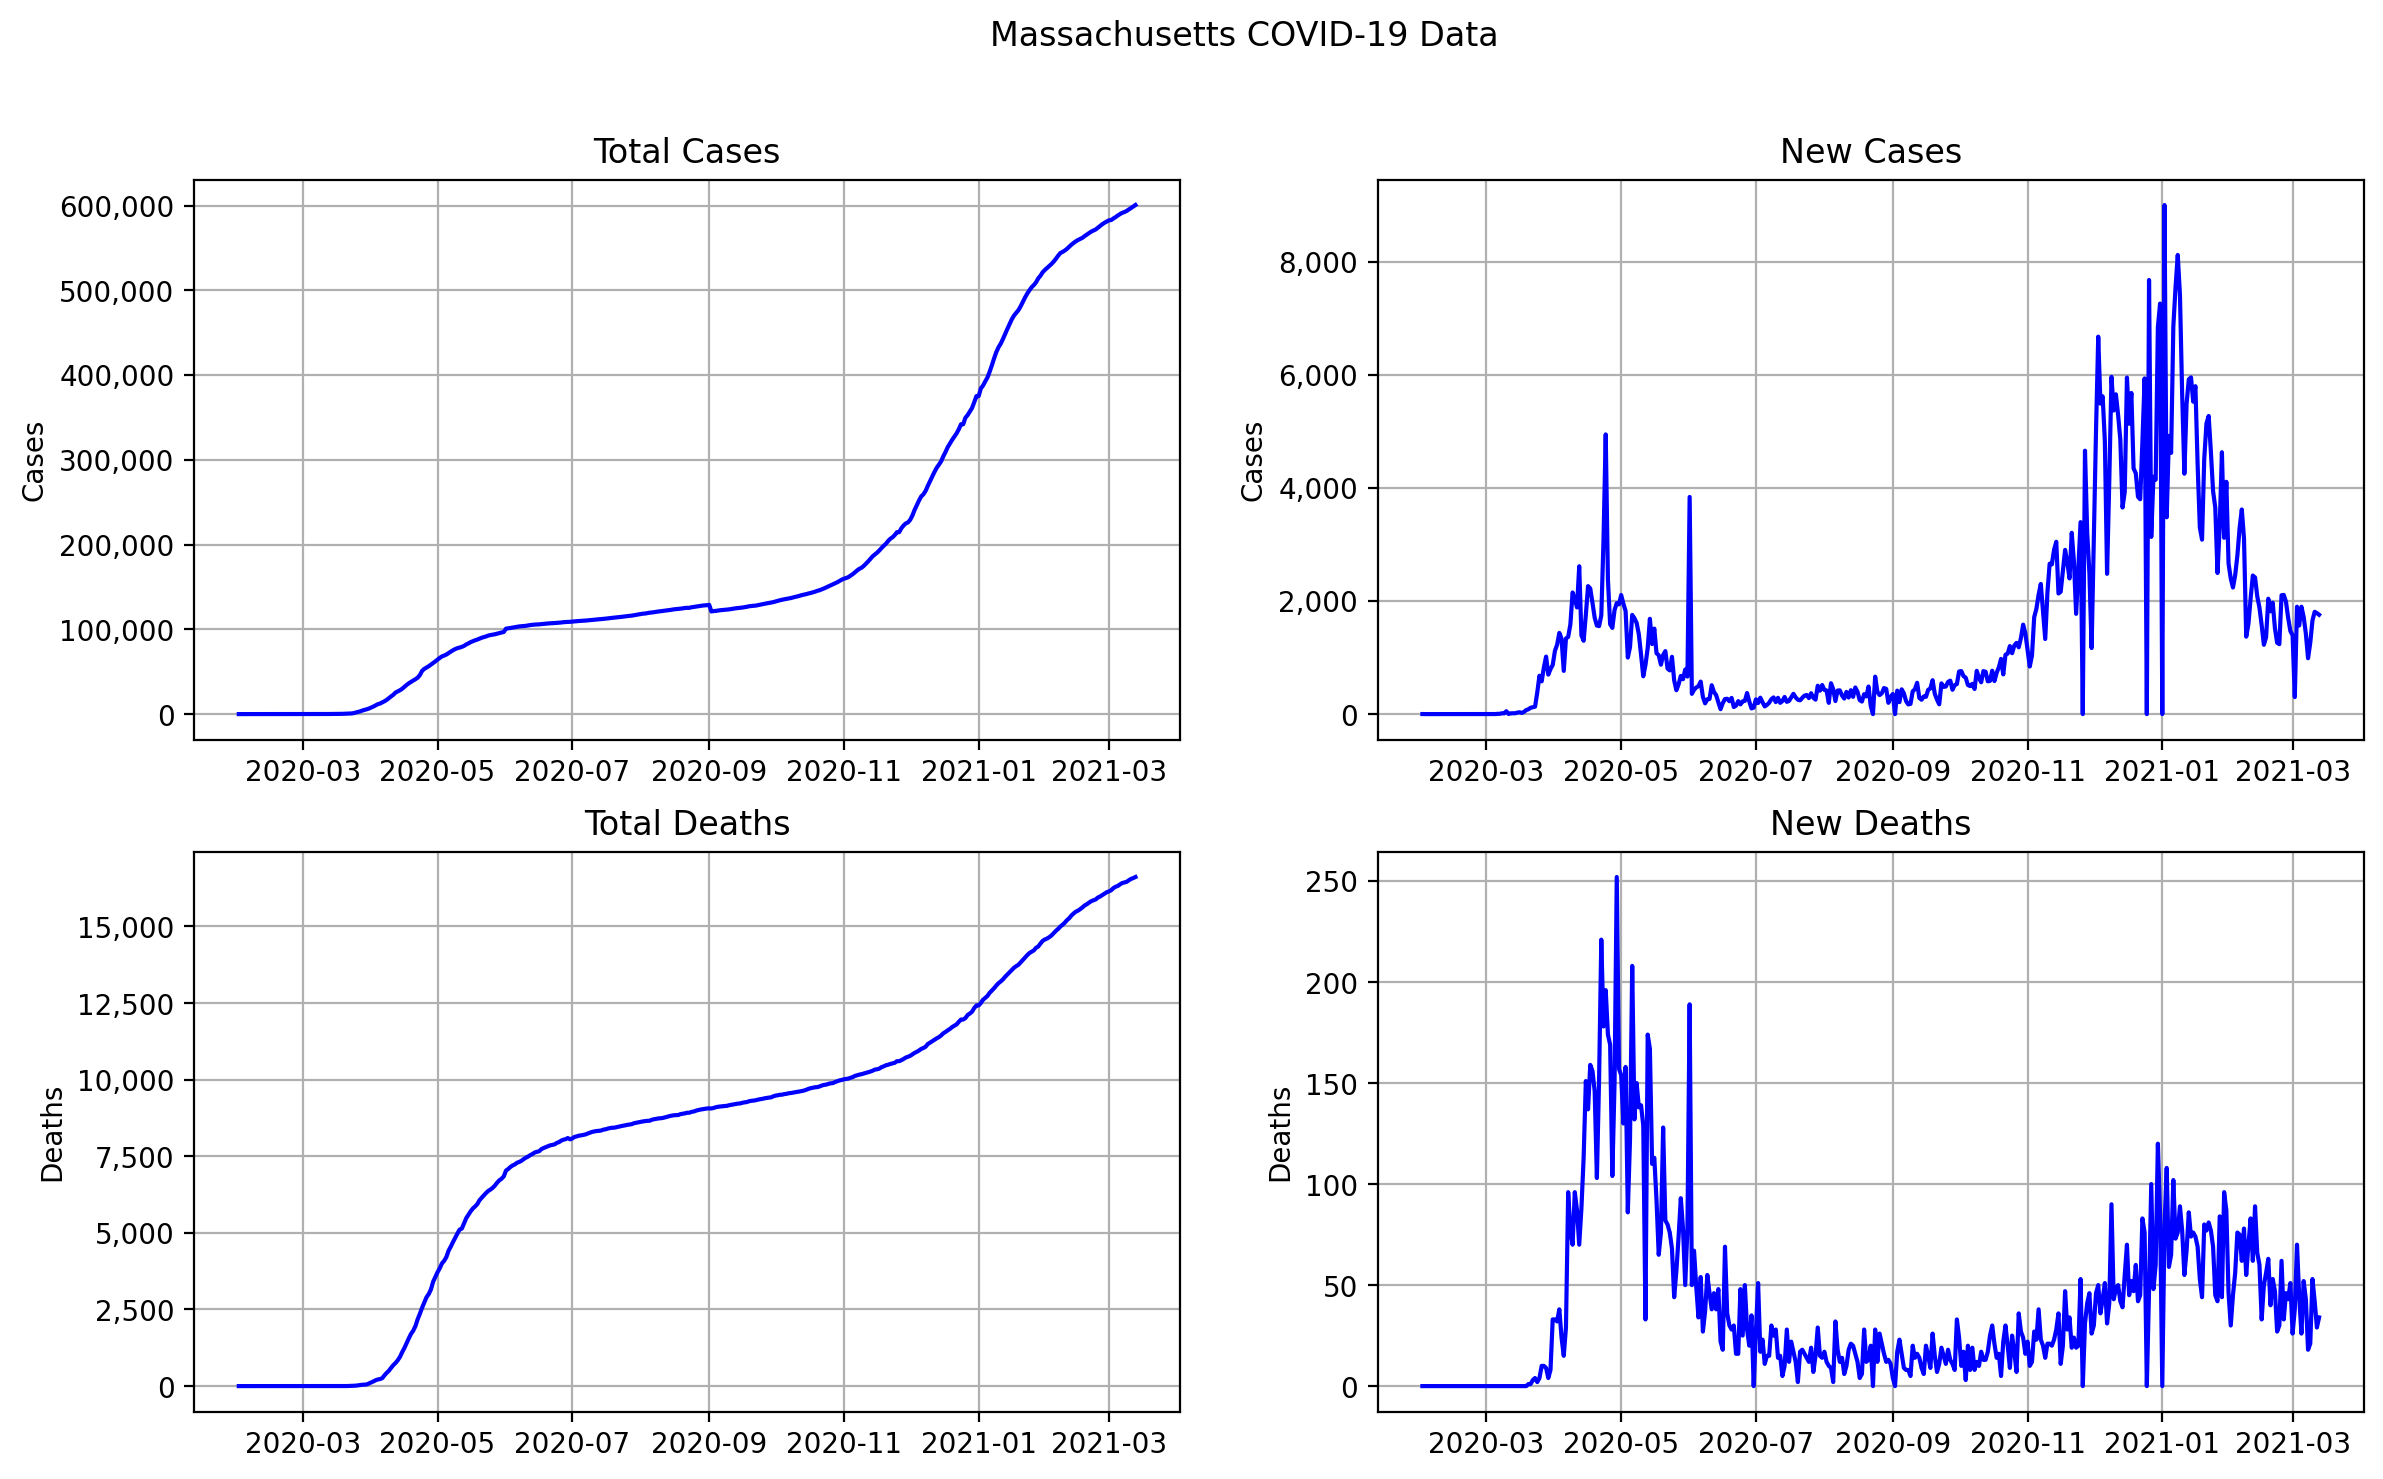 Massachusetts COVID-19 Data
Total Cases
Cases
600,000
500,000
400,000
300,000
200,000
100,000
0
2020-03 2020-05 2020-07 2020-09 2020-11 2021-01 2021-03
New Cases
Cases
8,000
6,000
4,000
2,000
0
2020-03 2020-05 2020-07 2020-09 2020-11 2021-01 2021-03
Total Deaths
Deaths
15,000
12,500
10,000
7,500
5,000
2,500
0
2020-03 2020-05 2020-07 2020-09 2020-11 2021-01 2021-03
New Deaths
Deaths
250
200
150
100
50
0
2020-03 2020-05 2020-07 2020-09 2020-11 2021-01 2021-03